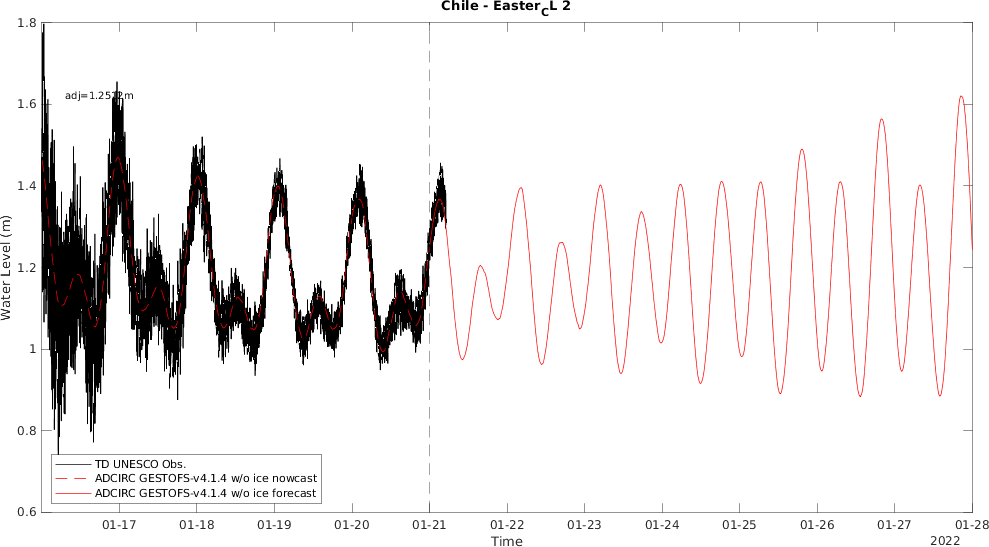 Chile - Easter_CL 2
1.8
1.6
1.4
1.2
1
0.8
0.6
Water Level (m)
adj=1.2512m
TD UNESCO Obs.
ADCIRC GESTOFS-v4.1.4 w/o ice nowcast
ADCIRC GESTOFS-v4.1.4 w/o ice forecast
01-17 01-18 01-19 01-20 01-21 01-22 01-23 01-24 01-25 01-26 01-27 01-28
Time
2022